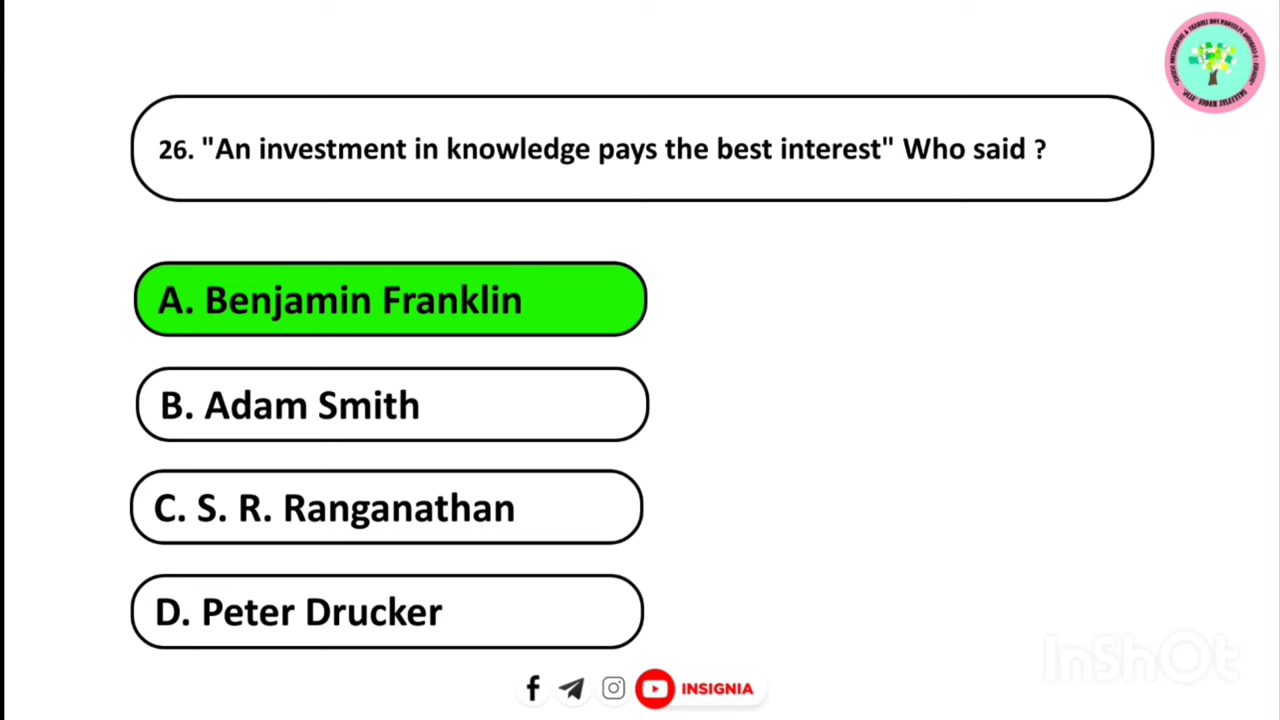 26. "An investment in knowledge pays the best interest" Who said ?
A. Benjamin Franklin
B. Adam Smith
C. S. R. Ranganathan
D. Peter Drucker
INSIGNIA
InShOt